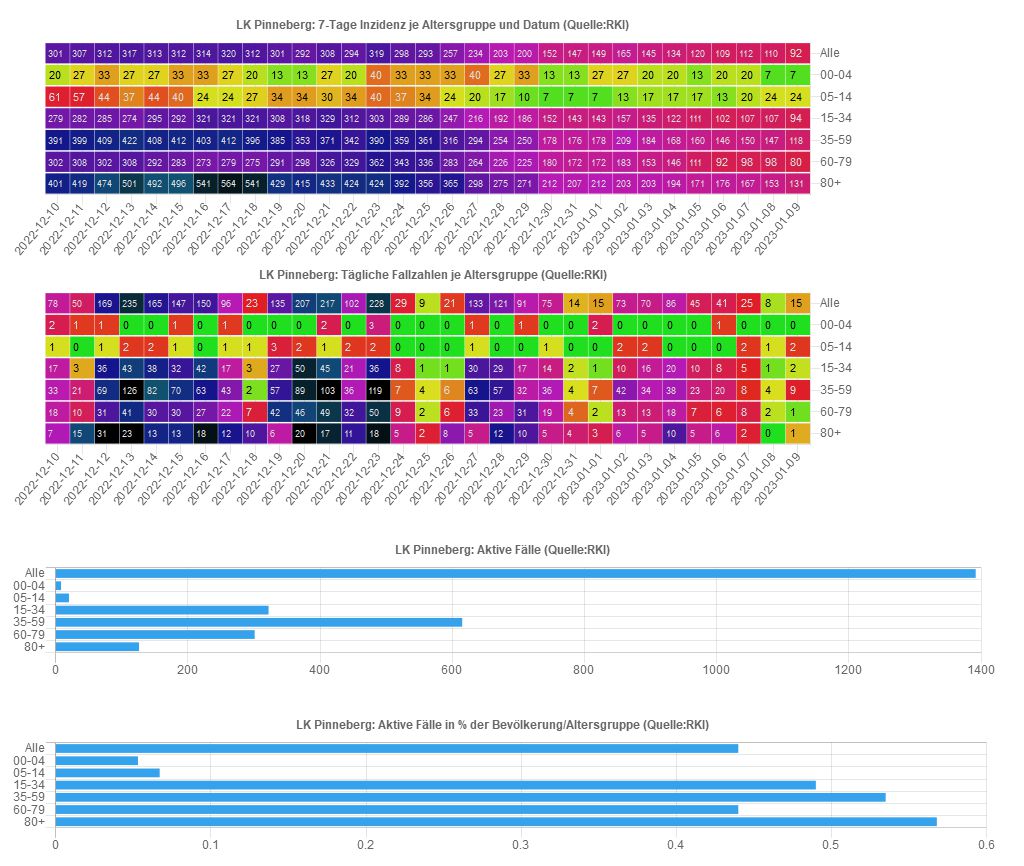 LK Pinneberg: 7-Tage Inzidenz je Altersgruppe und Datum (Quelle:RKI)
301 307 312 317 313 312 314 320 312 301 292 308 294 319 298 293 257 234 203 200 152 147 149 165 145 134 120 109 112 110 92 Alle
20 27 33 27 27 33 33 27 20 13 13 27 20 40 33 33 33 40 27 33 13 13 27 27 20 20 13 20 20 7 7 00-04
61 57 44 37 44 40 24 24 27 34 34 30 34 40 37 34 24 20 17 10 7 7 7 13 17 17 17 13 20 24 24 05-14
279 282 285 274 295 292 321 321 321 308 318 329 312 303 289 286 247 216 192 186 152 143 143 157 135 122 111 102 107 107 94 15-34
391 399 409 422 408 412 403 412 396 385 353 371 342 390 359 361 316 294 254 250 178 176 178 209 184 168 160 146 150 147 118 35-59
302 308 302 308 292 283 273 279 275 291 298 326 329 362 343 336 283 264 226 225 180 172 172 183 153 146 111 92 98 98 80 60-79
401 419 474 501 492 496 541 564 541 429 415 433 424 424 392 356 365 298 275 271 212 207 212 203 203 194 171 176 167 153 131 80+
2022-12-10 2022-12-11 2022-12-12 2022-12-13 2022-12-14 2022-12-15 2022-12-16 2022-12-17 2022-12-18 2022-12-19 2022-12-20 2022-12-21 2022-12-22 2022-12-23 2022-12-24 2022-12-25 2022-12-26 2022-12-27 2022-12-28 2022-12-29 2022-12-30 2022-12-31 2023-01-01 2023-01-02 2023-01-03 2023-01-04 2023-01-05 2023-01-06 2023-01-07 2023-01-08 2023-01-09
LK Pinneberg: Tägliche Fallzahlen je Altersgruppe (Quelle:RKI)
78 50 169 235 165 147 150 96 23 135 207 217 102 228 29 9 21 133 121 91 75 14 15 73 70 86 45 41 25 8 15 Alle
2 1 1 0 0 1 0 1 0 0 0 2 0 3 0 0 0 1 0 1 0 0 2 0 0 0 0 1 0 0 0 00-04
1 0 1 2 2 1 0 1 1 3 2 1 2 2 0 0 0 1 0 0 1 0 0 2 2 0 0 0 2 1 2 05-14
17 3 36 43 38 32 42 17 3 27 50 45 21 36 8 1 1 30 29 17 14 2 1 10 16 20 10 8 5 1 2 15-34
33 21 69 126 82 70 63 43 2 57 89 103 36 119 7 4 6 63 57 32 36 4 7 42 34 38 23 20 8 4 9 35-59
18 10 31 41 30 30 27 22 7 42 46 49 32 50 9 2 6 33 23 31 19 4 2 13 13 18 7 6 8 2 1 60-79
7 15 31 23 13 13 18 12 10 6 20 17 11 18 5 2 8 5 12 10 5 4 3 6 5 10 5 6 2 0 1 80+
2022-12-10 2022-12-11 2022-12-12 2022-12-13 2022-12-14 2022-12-15 2022-12-16 2022-12-17 2022-12-18 2022-12-19 2022-12-20 2022-12-21 2022-12-22 2022-12-23 2022-12-24 2022-12-25 2022-12-26 2022-12-27 2022-12-28 2022-12-29 2022-12-30 2022-12-31 2023-01-01 2023-01-02 2023-01-03 2023-01-04 2023-01-05 2023-01-06 2023-01-07 2023-01-08 2023-01-09
LK Pinneberg: Aktive Fälle (Quelle:RKI)
Alle
00-04
05-14
15-34
35-59
60-79
80+
0 200 400 600 800 1000 1200 1400
LK Pinneberg: Aktive Fälle in % der Bevölkerung/Altersgruppe (Quelle:RKI)
Alle
00-04
05-14
15-34
35-59
60-79
80+
0 0.1 0.2 0.3 0.4 0.5 0.6